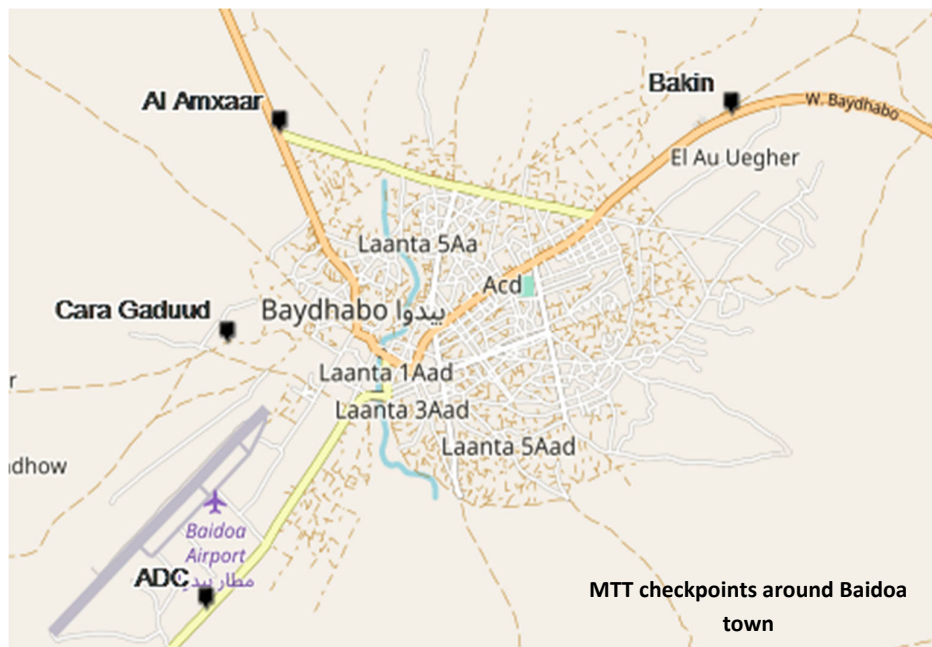 Al Amxaar
Bakin
W. Baydhabo
El Au Uegher
Laanta 5Aa
Acd
Cara Gaduud
Baydhabo بيدوا
Laanta 1Aad
Laanta 3Aad
Laanta 5Aad
r
dhow
Baidoa
Airport
ADC
MTT checkpoints around Baidoa
town